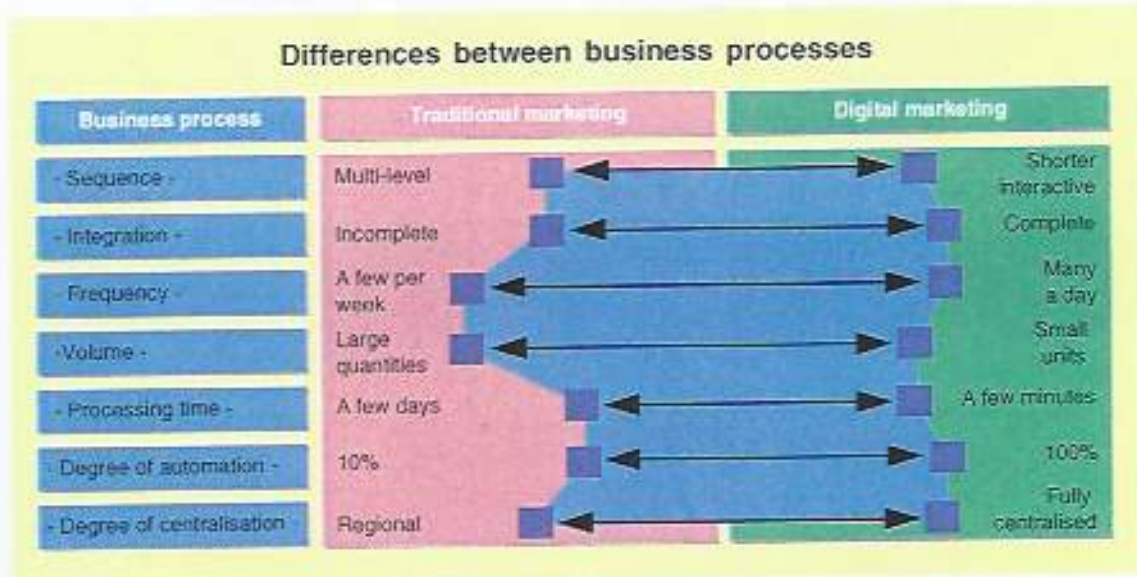 Differences between business processes
Business process
Traditional marketing
Digital marketing
- Sequence -
Multi-level
Shorter
interactive
- Integration -
Incomplete
Complete
- Frequency -
A few per
week
Many
a day
-Volume -
Large
quantities
Small
units
- Processing time -
A few days
A few minutes
- Degree of automation -
10%
100%
- Degree of centralisation
Regional
Fully
centralised